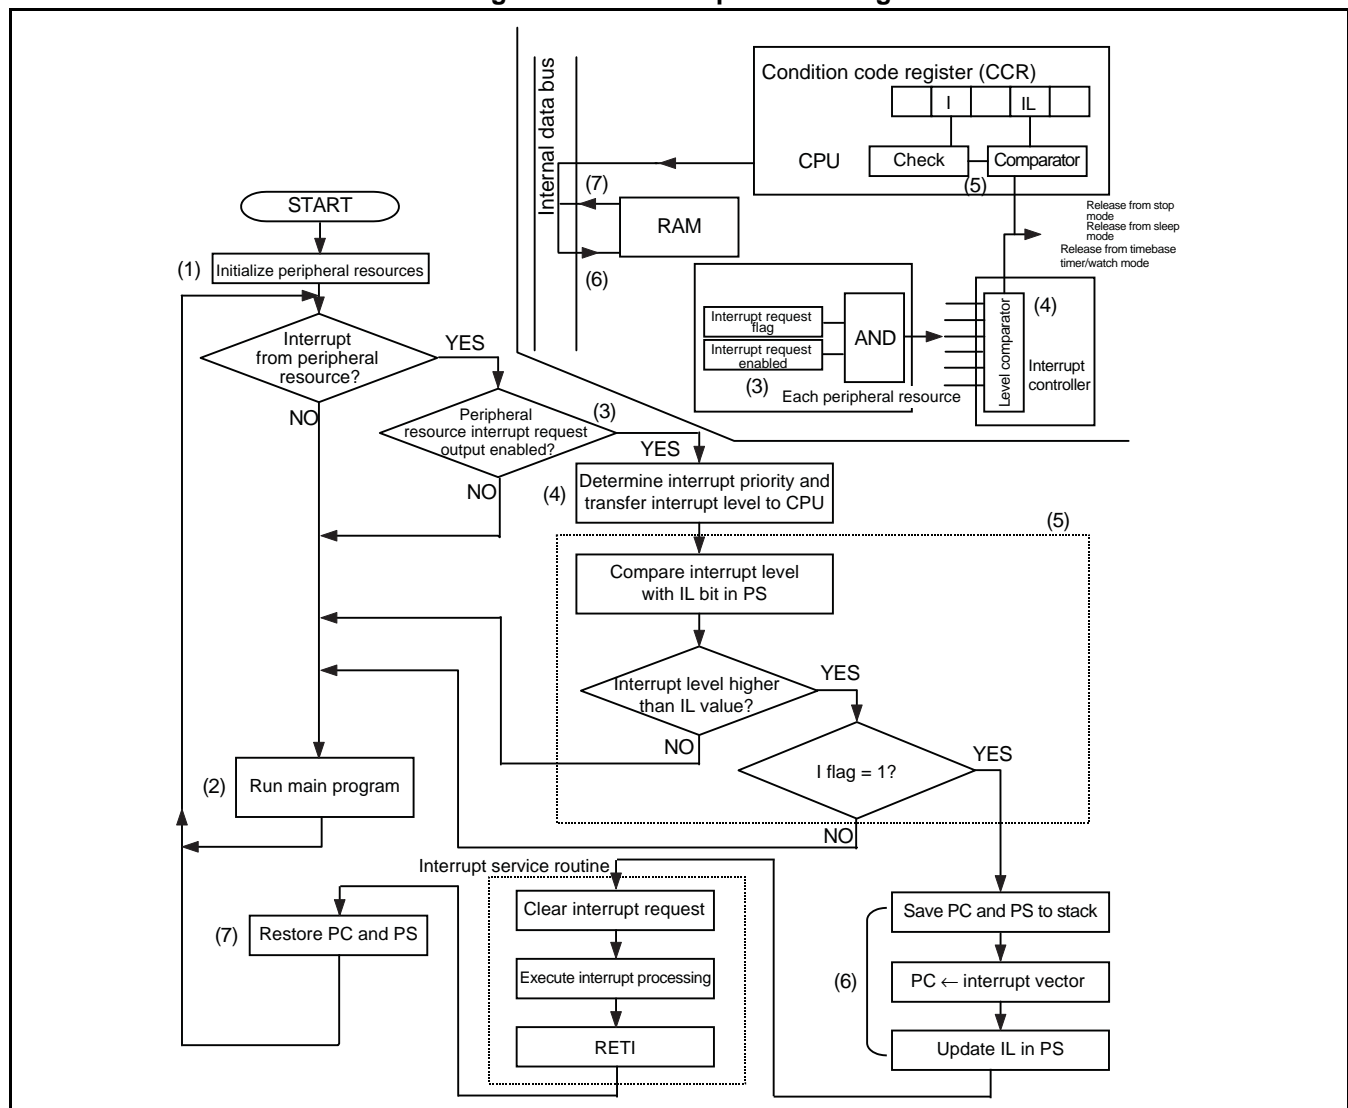 Internal data bus
Condition code register (CCR)
I
IL
CPU
Check
Comparator
(5)
(7)
RAM
(6)
Release from stop
mode
Release from sleep
mode
Release from timebase
timer/watch mode
Interrupt request
flag
Interrupt request
enabled
AND
(3)
Each peripheral resource
Level comparator
(4)
Interrupt
controller
START
(1)
Initialize peripheral resources
Interrupt
from peripheral
resource?
YES
NO
Peripheral
resource interrupt request
output enabled?
(3)
YES
NO
(4)
Determine interrupt priority and
transfer interrupt level to CPU
(5)
Compare interrupt level
with IL bit in PS
Interrupt level higher
than IL value?
YES
NO
I flag = 1?
YES
NO
(2)
Run main program
Interrupt service routine
Clear interrupt request
Execute interrupt processing
RETI
(7)
Restore PC and PS
Save PC and PS to stack
(6)
PC ← interrupt vector
Update IL in PS